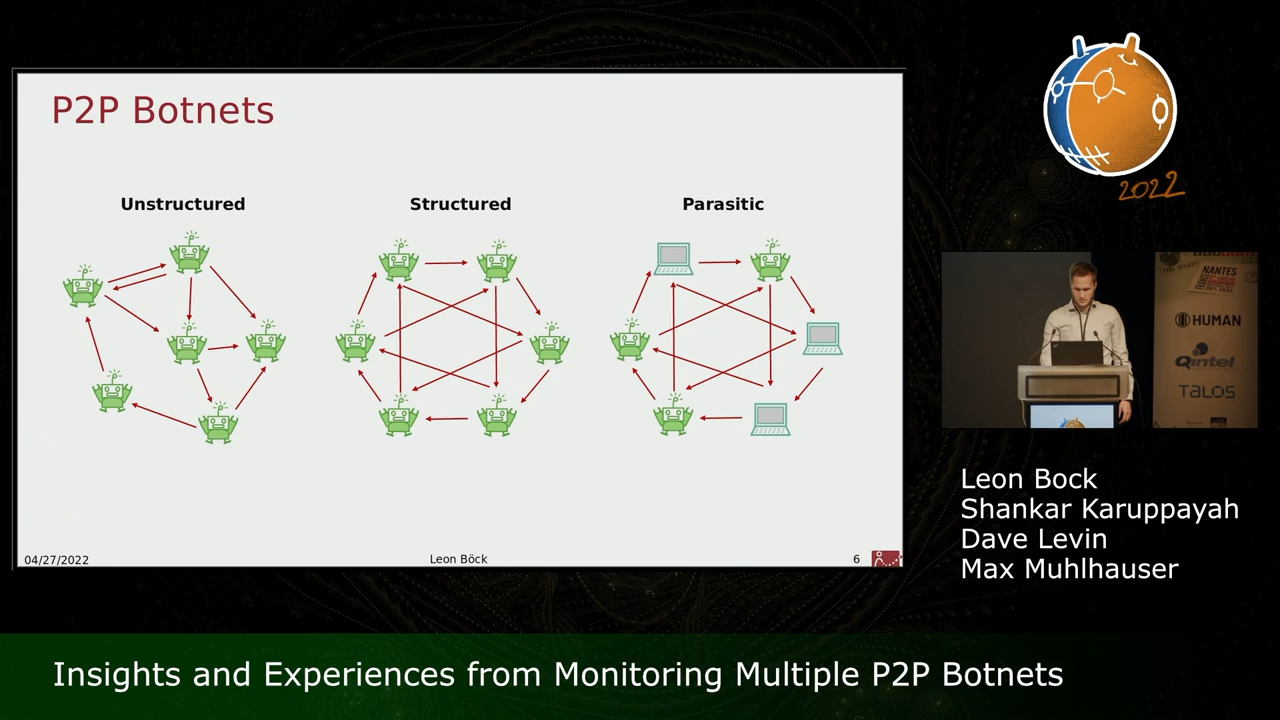 P2P Botnets
Unstructured
Structured
Parasitic
04/27/2022
Leon Böck
6
2022
NANTES
HUMAN
Qintel
TALOS
Leon Bock
Shankar Karuppayah
Dave Levin
Max Muhlhauser
Insights and Experiences from Monitoring Multiple P2P Botnets